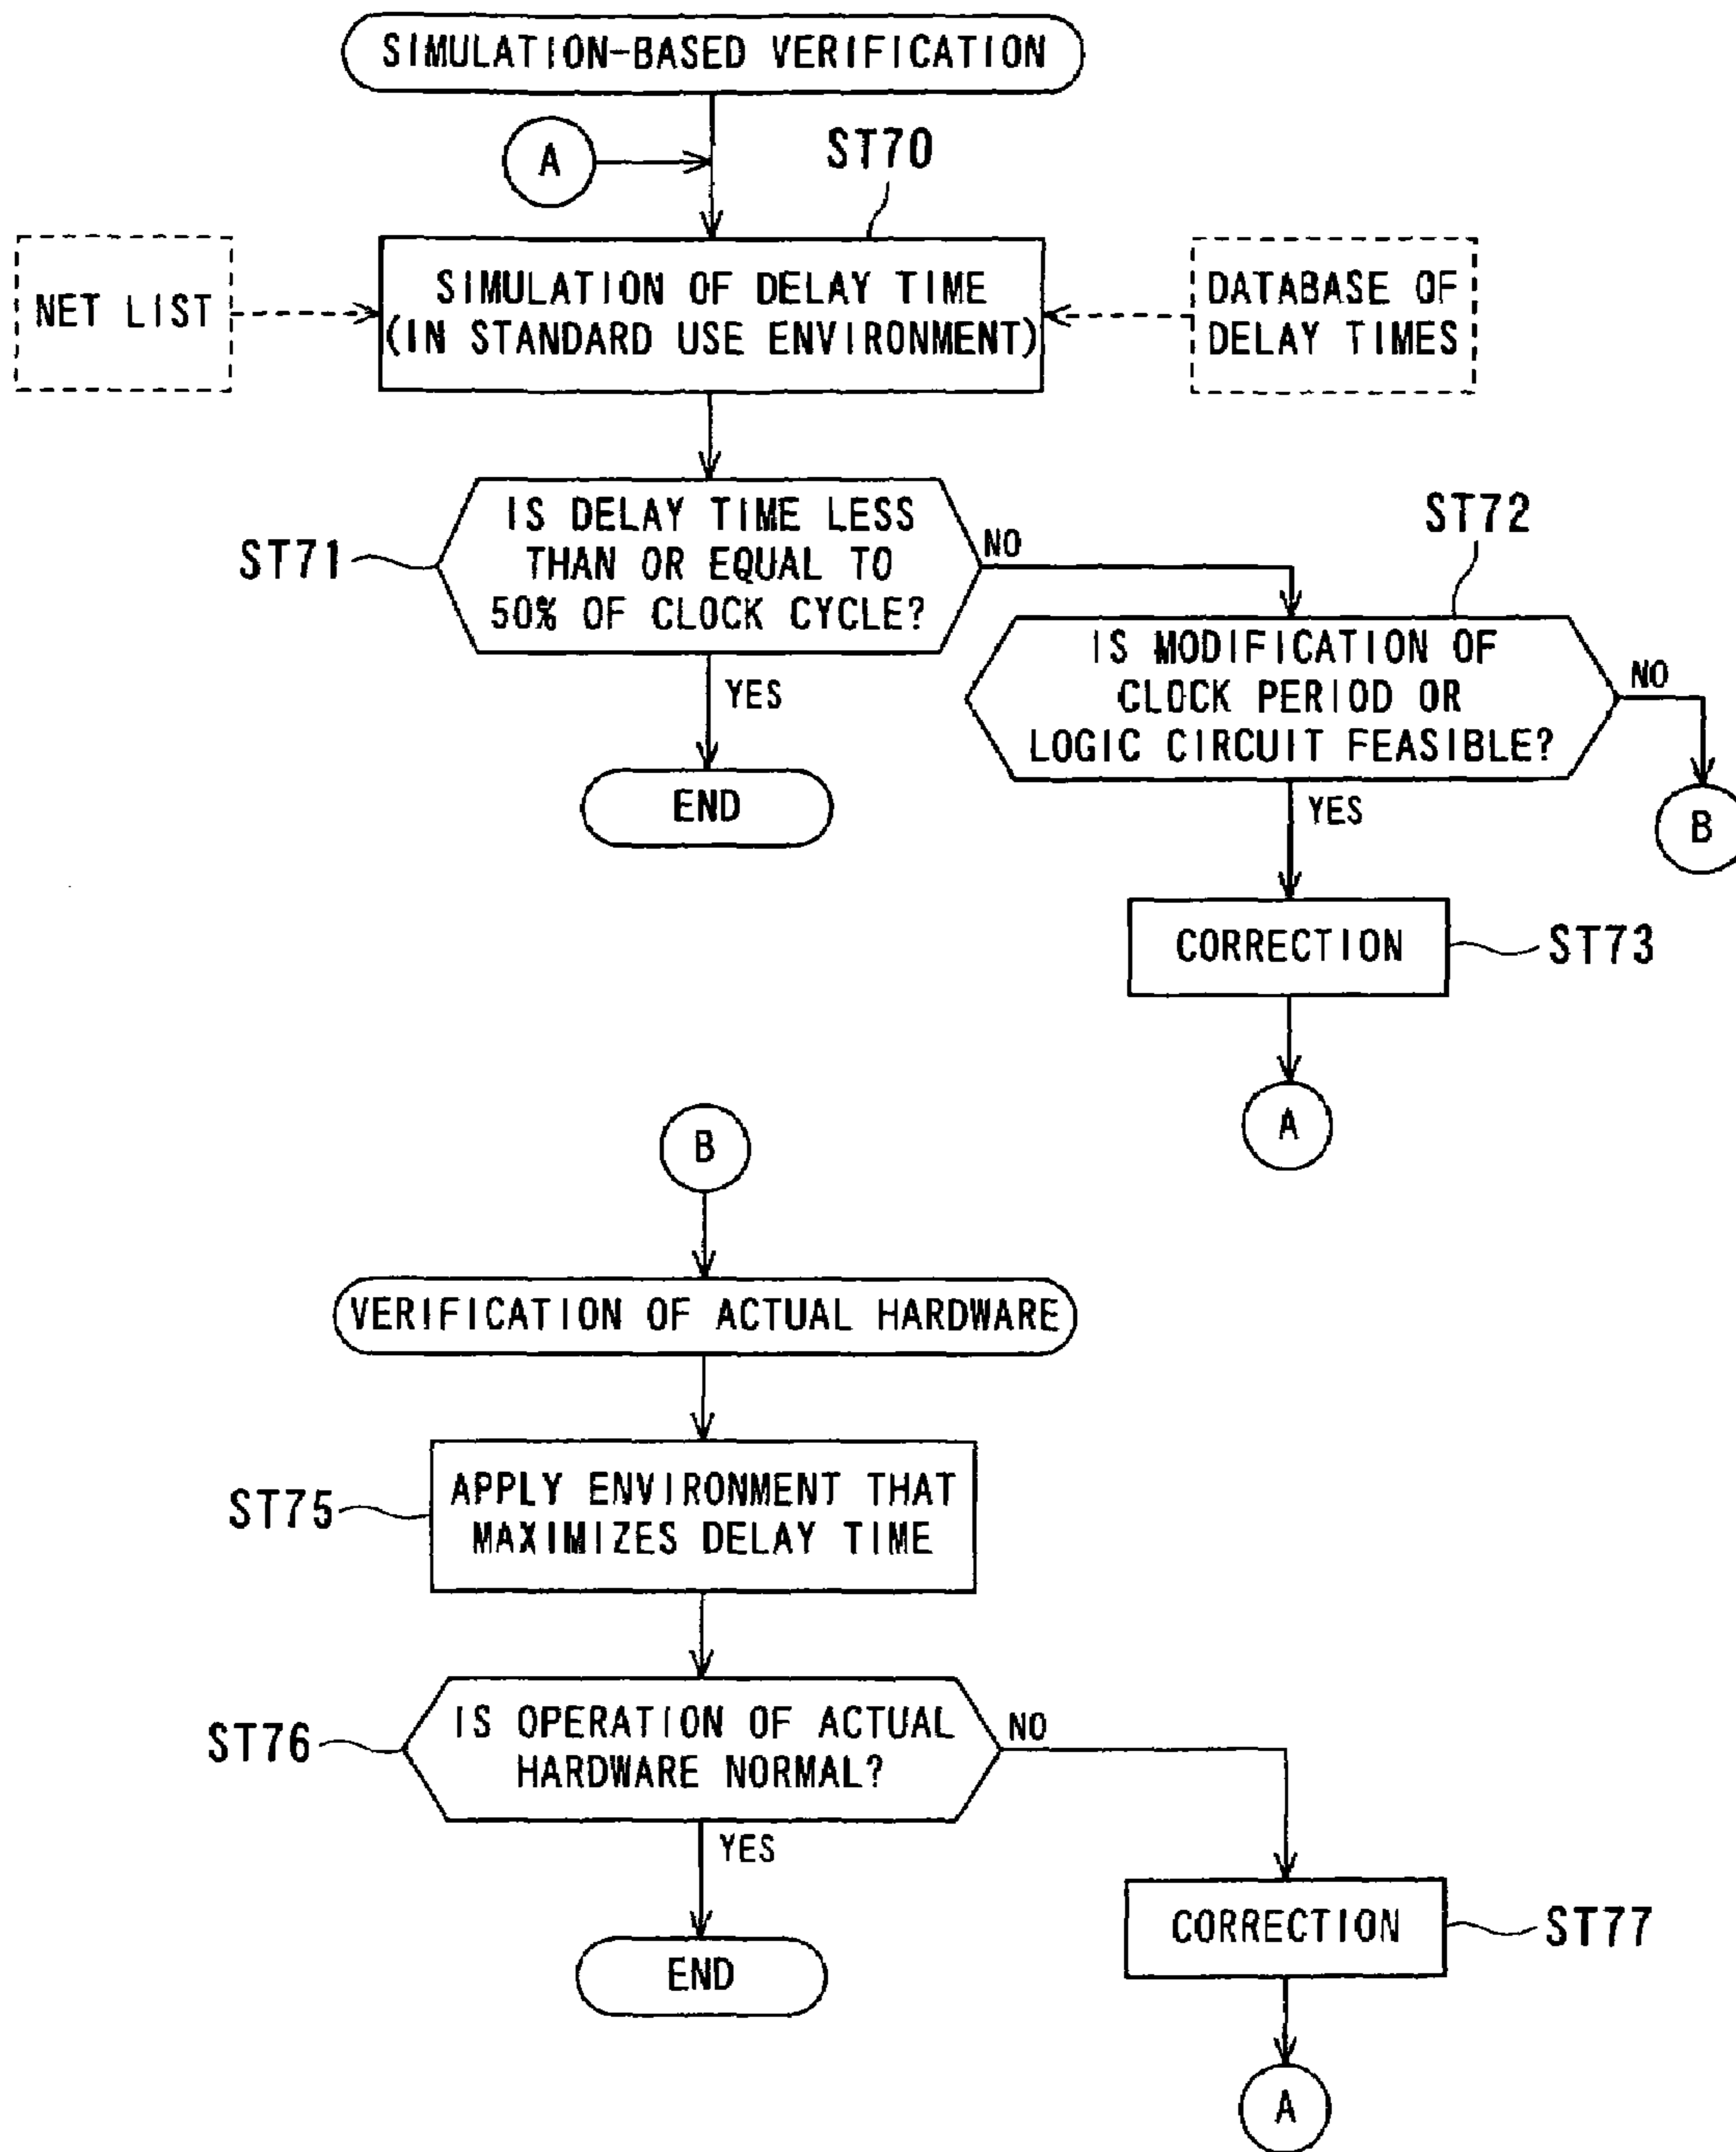 SIMULATION-BASED VERIFICATION
A
ST70
NET LIST
SIMULATION OF DELAY TIME
(IN STANDARD USE ENVIRONMENT)
DATABASE OF
DELAY TIMES
ST71
IS DELAY TIME LESS
THAN OR EQUAL TO
50% OF CLOCK CYCLE?
NO
ST72
IS MODIFICATION OF
CLOCK PERIOD OR
LOGIC CIRCUIT FEASIBLE?
NO
YES
END
YES
B
CORRECTION
ST73
A
B
VERIFICATION OF ACTUAL HARDWARE
ST75
APPLY ENVIRONMENT THAT
MAXIMIZES DELAY TIME
ST76
IS OPERATION OF ACTUAL
HARDWARE NORMAL?
NO
YES
END
CORRECTION
ST77
A